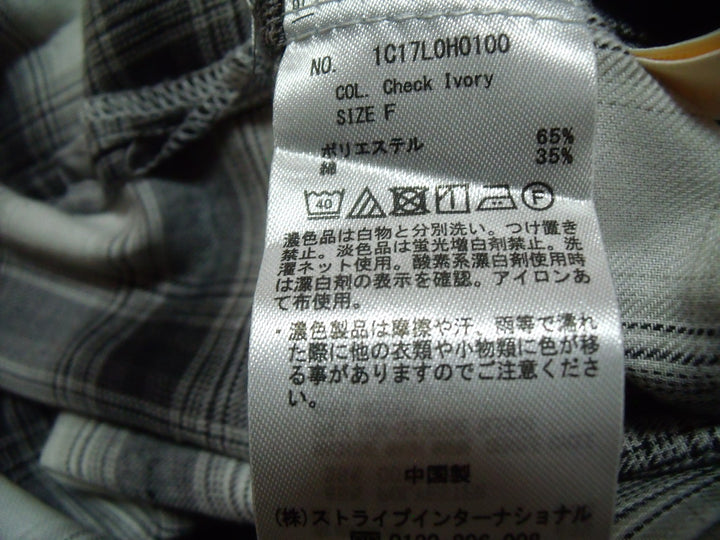 NO. 1C17L0H0100
COL. Check Ivory
SIZE F
ポリエステル 65%
綿 35%
40
F
濃色品は白物と分別洗い。つけ置き
禁止。淡色品は蛍光増白剤禁止。洗
濯ネット使用。酸素系漂白剤使用時
は漂白剤の表示を確認。アイロンあ
て布使用。
・濃色製品は摩擦や汗、雨等で濡れ
た際に他の衣類や小物類に色が移
る事がありますのでご注意くださ
い。
中国製
(株)ストライプインターナショナル